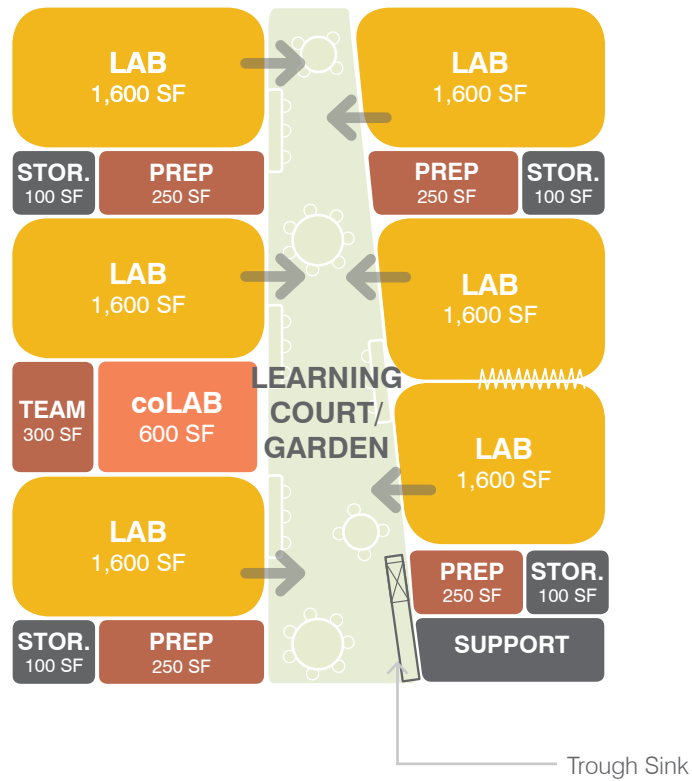 LAB
1,600 SF
LAB
1,600 SF
STOR.
100 SF
PREP
250 SF
PREP
250 SF
STOR.
100 SF
LAB
1,600 SF
LAB
1,600 SF
TEAM
300 SF
coLAB
600 SF
LEARNING
COURT/
GARDEN
LAB
1,600 SF
LAB
1,600 SF
PREP
250 SF
STOR.
100 SF
STOR.
100 SF
PREP
250 SF
SUPPORT
Trough Sink